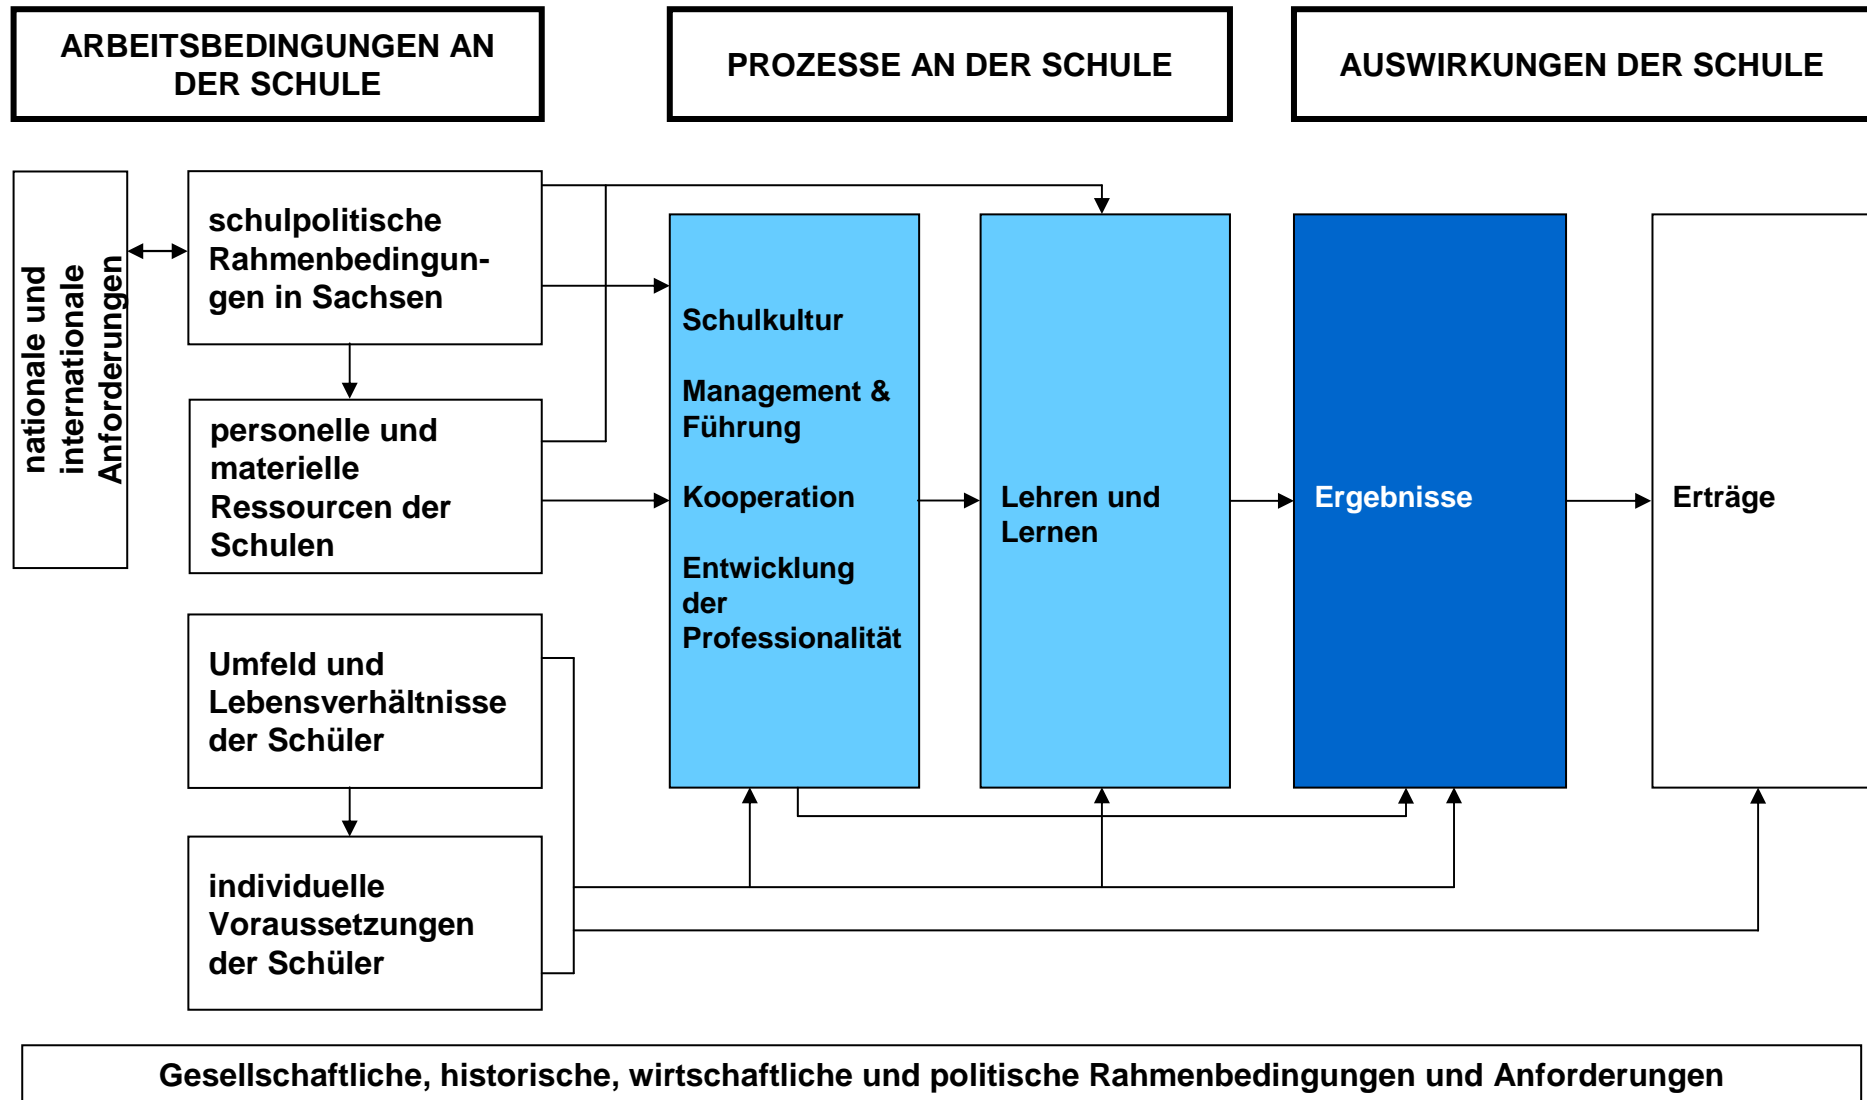 ARBEITSBEDINGUNGEN AN
DER SCHULE
PROZESSE AN DER SCHULE
AUSWIRKUNGEN DER SCHULE
nationale und
internationale
Anforderungen
schulpolitische
Rahmenbedingun-
gen in Sachsen
personelle und
materielle
Ressourcen der
Schulen
Umfeld und
Lebensverhältnisse
der Schüler
individuelle
Voraussetzungen
der Schüler
Schulkultur
Management &
Führung
Kooperation
Entwicklung
der
Professionalität
Lehren und
Lernen
Ergebnisse
Erträge
Gesellschaftliche, historische, wirtschaftliche und politische Rahmenbedingungen und Anforderungen